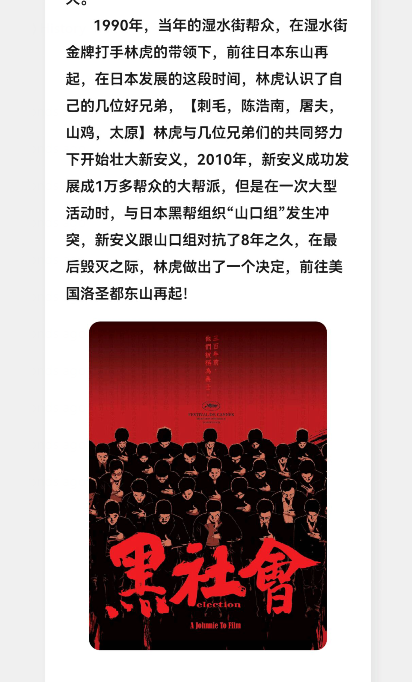 1990年，当年的湿水街帮众，在湿水街
金牌打手林虎的带领下，前往日本东山再
起，在日本发展的这段时间，林虎认识了自
己的几位好兄弟，【刺毛，陈浩南，屠夫，
山鸡，太原】林虎与几位兄弟们的共同努力
下开始壮大新安义，2010年，新安义成功发
展成1万多帮众的大帮派，但是在一次大型
活动时，与日本黑帮组织“山口组”发生冲
突，新安义跟山口组对抗了8年之久，在最
后毁灭之际，林虎做出了一个决定，前往美
国洛圣都东山再起！
黑社會
election
A Johnnie To Film